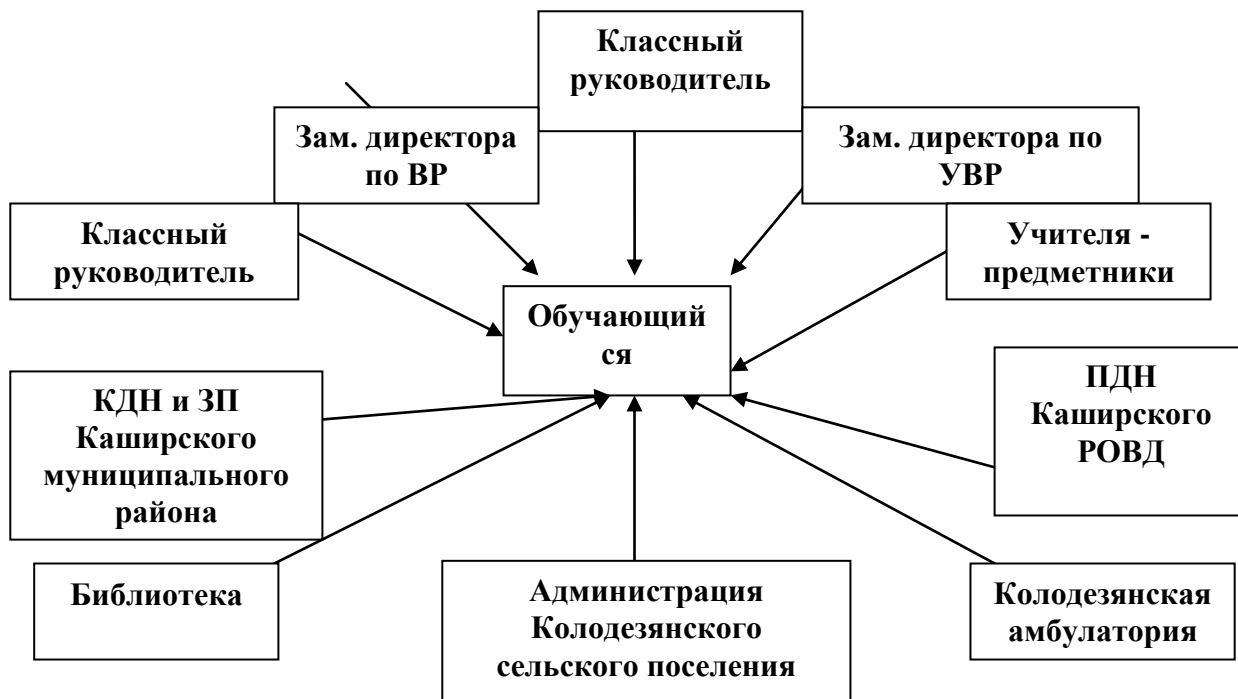 Классный
руководитель
Зам. директора
по ВР
Зам. директора по
УВР
Классный
руководитель
Учителя -
предметники
Обучающий
ся
КДН и ЗП
Каширского
муниципального
района
ПДН
Каширского
РОВД
Библиотека
Администрация
Колодезянского
сельского поселения
Колодезянская
амбулатория